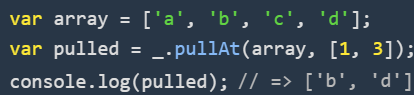 var array = ['a', 'b', 'c', 'd'];
var pulled = _.pullAt(array, [1, 3]);
console.log(pulled); // => ['b', 'd']